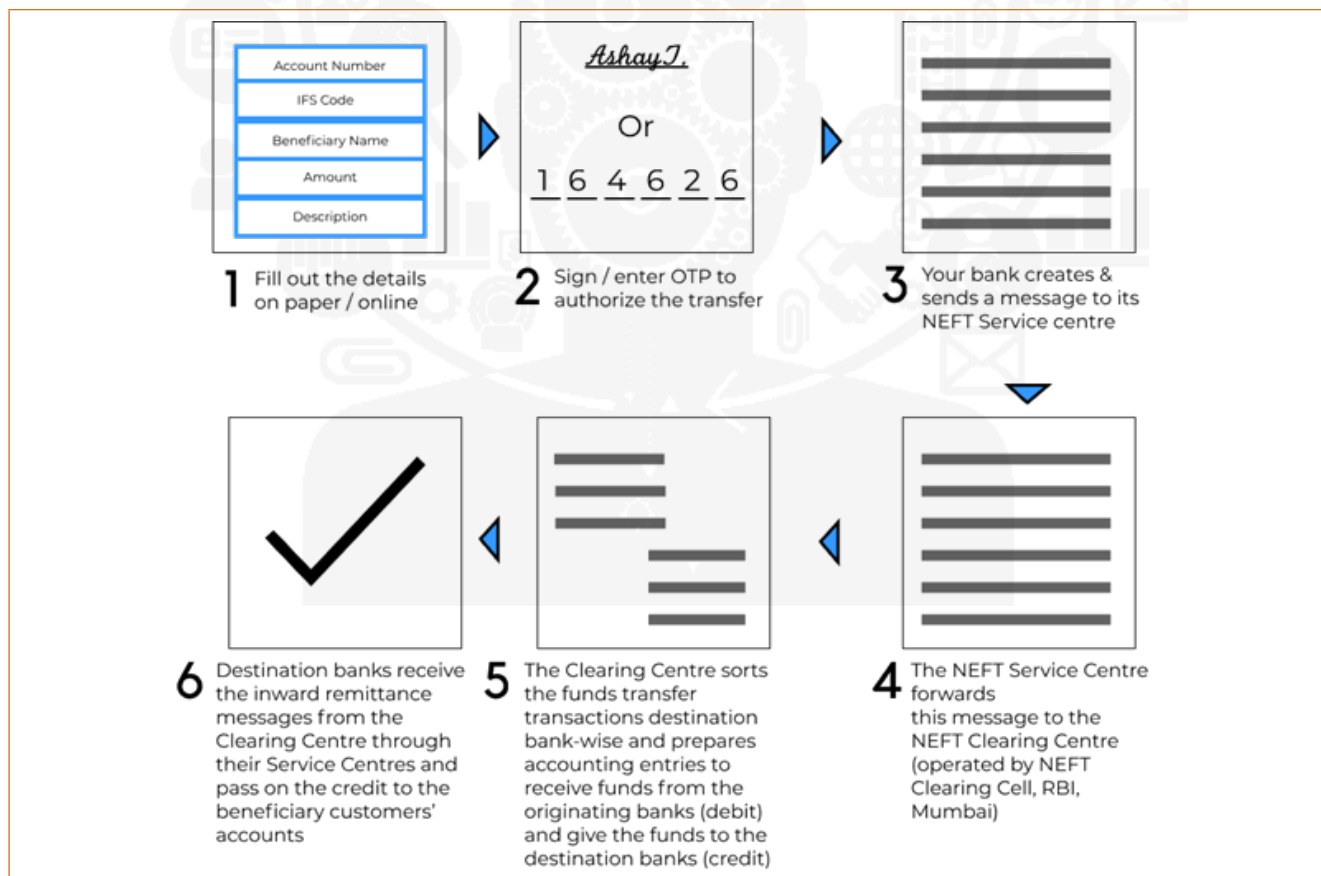 Account Number
IFS Code
Beneficiary Name
Amount
Description
1 Fill out the details
on paper / online
AshayT.
Or
1 6 4 6 2 6
2 Sign / enter OTP to
authorize the transfer
3 Your bank creates &
sends a message to its
NEFT Service centre
4 The NEFT Service Centre
forwards
this message to the
NEFT Clearing Centre
(operated by NEFT
Clearing Cell, RBI,
Mumbai)
5 The Clearing Centre sorts
the funds transfer
transactions destination
bank-wise and prepares
accounting entries to
receive funds from the
originating banks (debit)
and give the funds to the
destination banks (credit)
6 Destination banks receive
the inward remittance
messages from the
Clearing Centre through
their Service Centres and
pass on the credit to the
beneficiary customers'
accounts